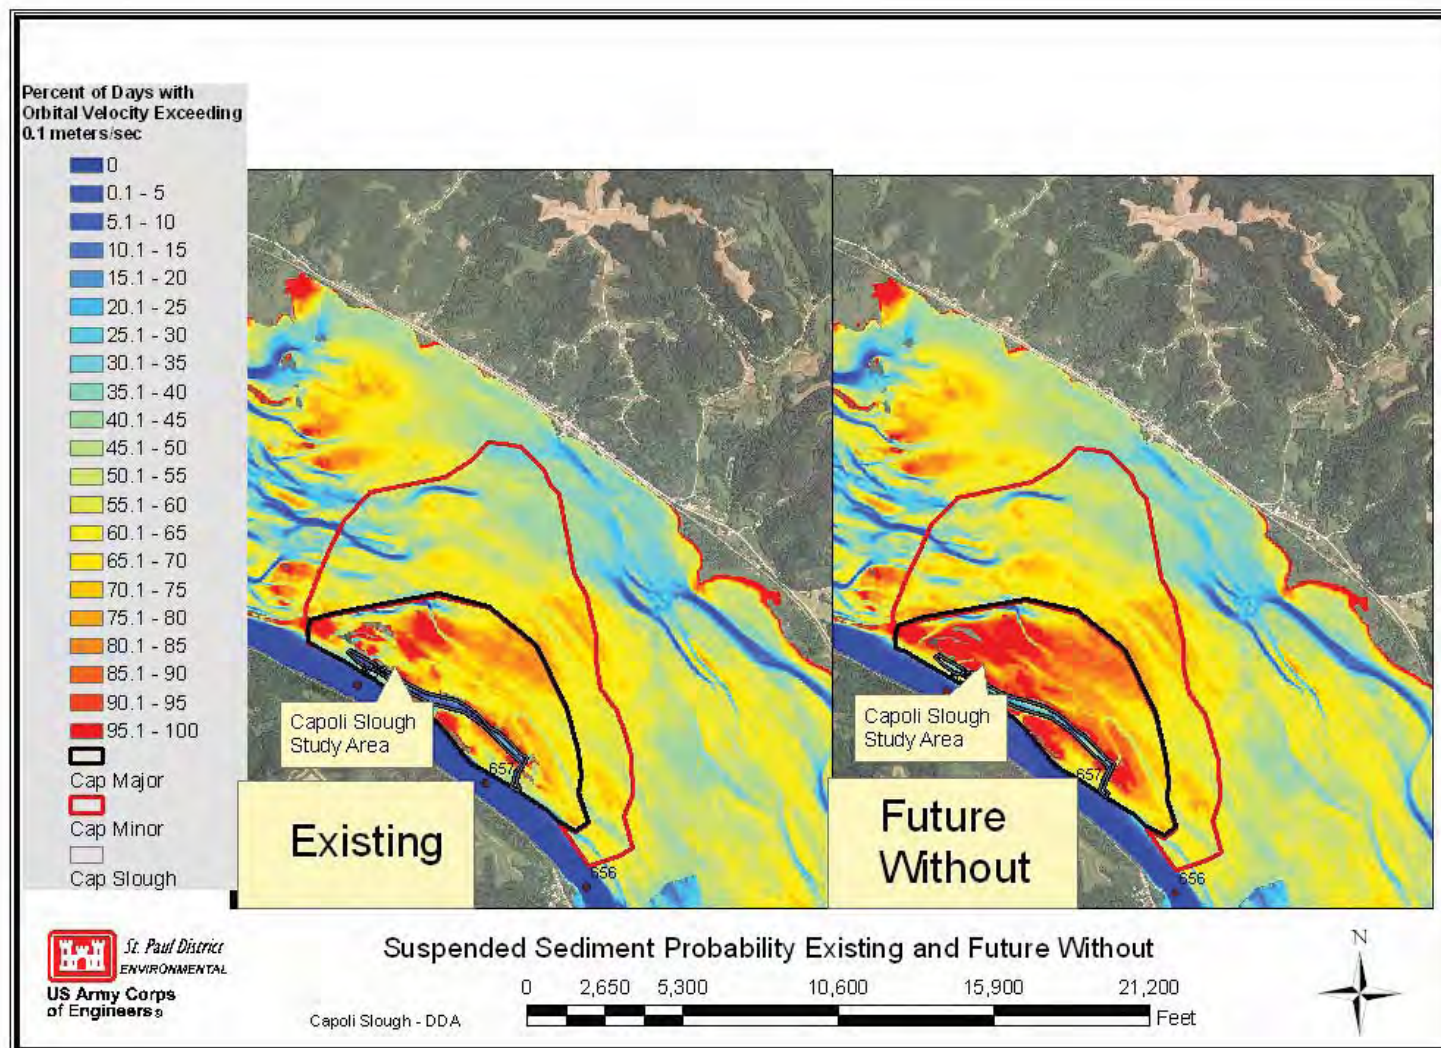 Percent of Days with
Orbital Velocity Exceeding
0.1 meters/sec
0
0.1 - 5
5.1 - 10
10.1 - 15
15.1 - 20
20.1 - 25
25.1 - 30
30.1 - 35
35.1 - 40
40.1 - 45
45.1 - 50
50.1 - 55
55.1 - 60
60.1 - 65
65.1 - 70
70.1 - 75
75.1 - 80
80.1 - 85
85.1 - 90
90.1 - 95
95.1 - 100
Cap Major
Cap Minor
Cap Slough
Capoli Slough
Study Area
657
Existing
656
Capoli Slough
Study Area
657
Future
Without
656
St. Paul District
ENVIRONMENTAL
US Army Corps
of Engineers®
Suspended Sediment Probability Existing and Future Without
0 2,650 5,300 10,600 15,900 21,200
Feet
Capoli Slough - DDA
N